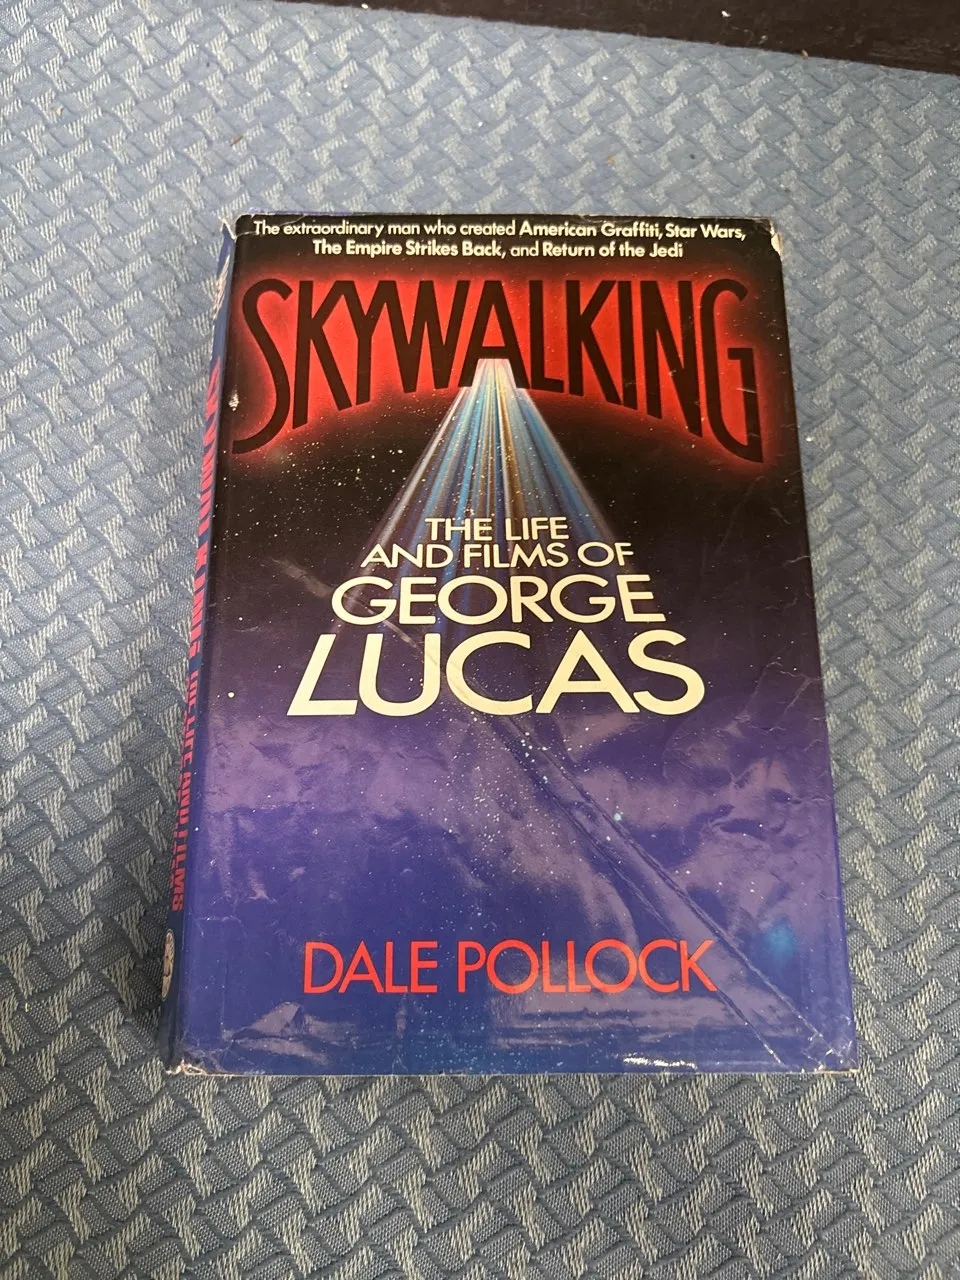 The extraordinary man who created American Graffiti, Star Wars,
The Empire Strikes Back, and Return of the Jedi
SKYWALKING
THE LIFE
AND FILMS OF
GEORGE
LUCAS
DALE POLLOCK